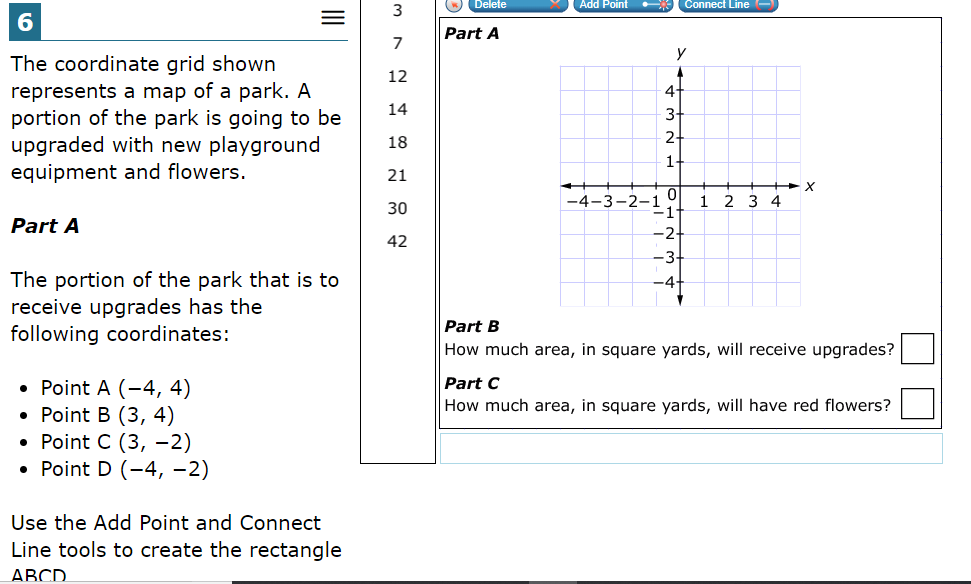 6
The coordinate grid shown
represents a map of a park. A
portion of the park is going to be
upgraded with new playground
equipment and flowers.
Part A
The portion of the park that is to
receive upgrades has the
following coordinates:
• Point A (−4, 4)
• Point B (3, 4)
• Point C (3, −2)
• Point D (−4, −2)
Use the Add Point and Connect
Line tools to create the rectangle
ABCD
3
7
12
14
18
21
30
42
Delete
Add Point
Connect Line
Part A
y
4
3
2
1
x
−4 −3 −2 −1 0 1 2 3 4
−1
−2
−3
−4
Part B
How much area, in square yards, will receive upgrades?
Part C
How much area, in square yards, will have red flowers?